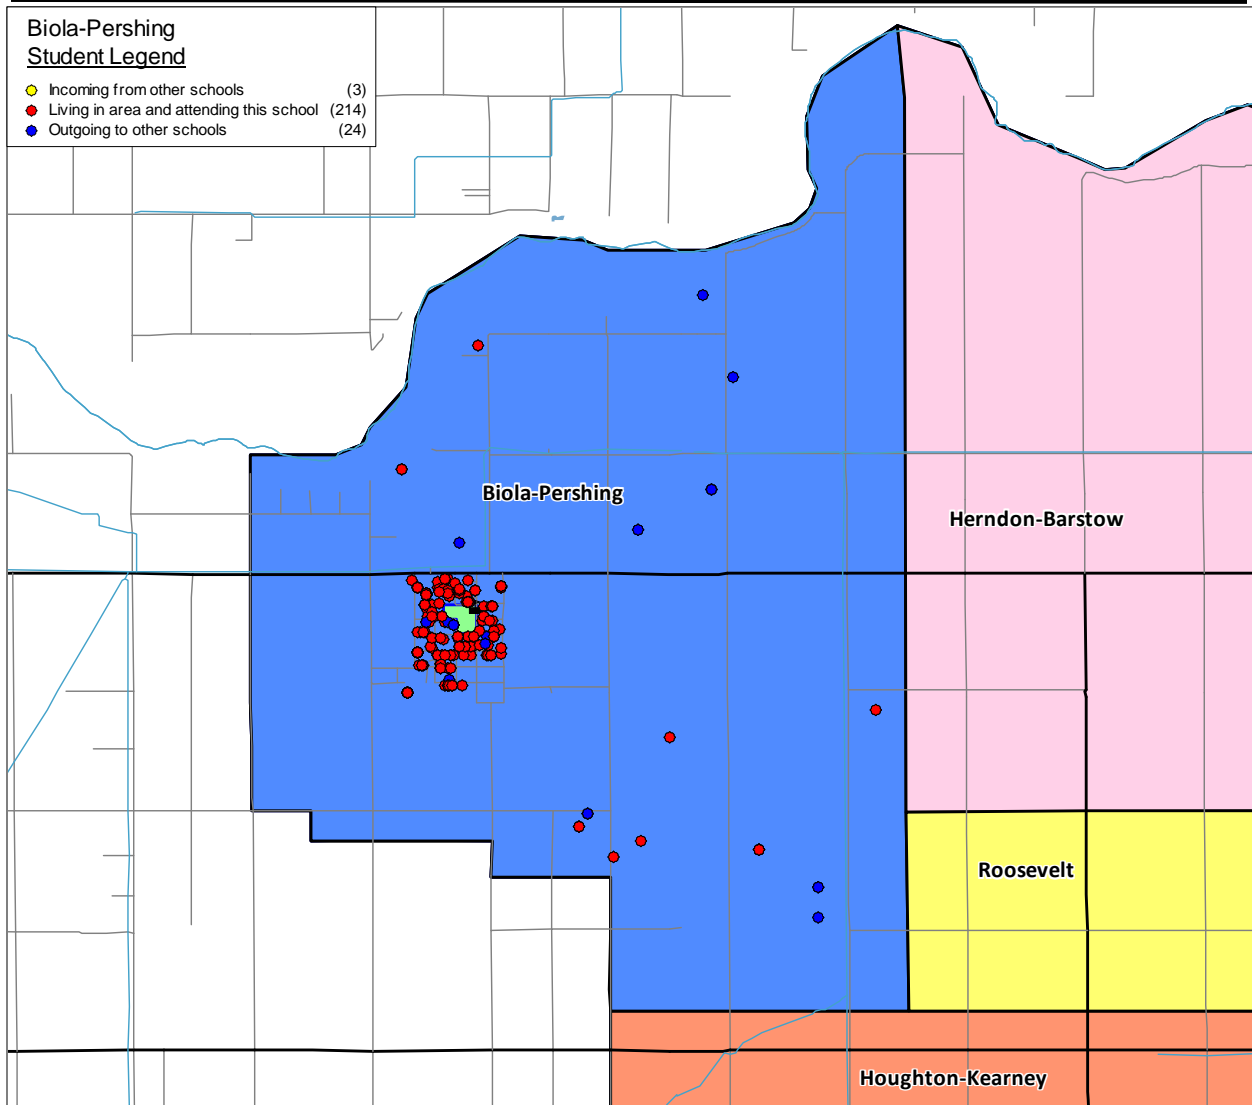 Biola-Pershing
Student Legend
Incoming from other schools (3)
Living in area and attending this school (214)
Outgoing to other schools (24)
Biola-Pershing
Herndon-Barstow
Roosevelt
Houghton-Kearney